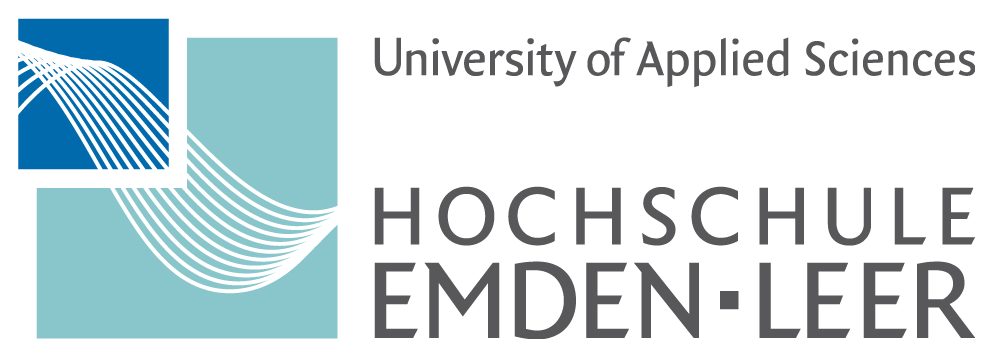 University of Applied Sciences
HOCHSCHULE
EMDEN▪LEER